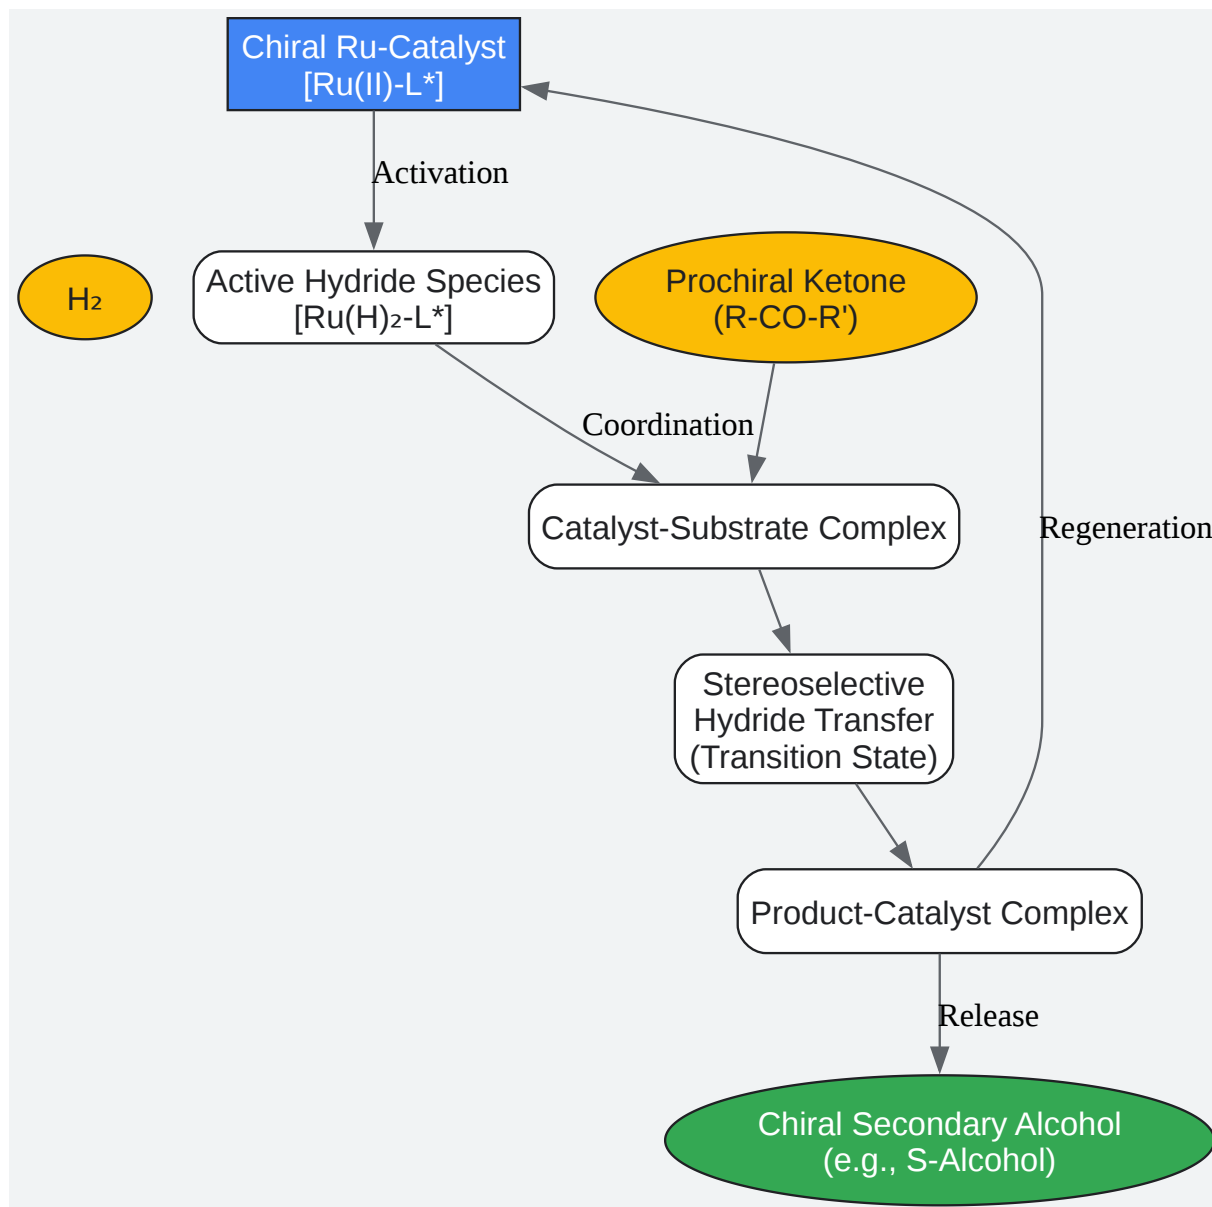 Chiral Ru-Catalyst
[Ru(II)-L*]
Activation
H₂
Active Hydride Species
[Ru(H)₂-L*]
Prochiral Ketone
(R-CO-R')
Coordination
Catalyst-Substrate Complex
Regeneration
Stereoselective
Hydride Transfer
(Transition State)
Product-Catalyst Complex
Release
Chiral Secondary Alcohol
(e.g., S-Alcohol)